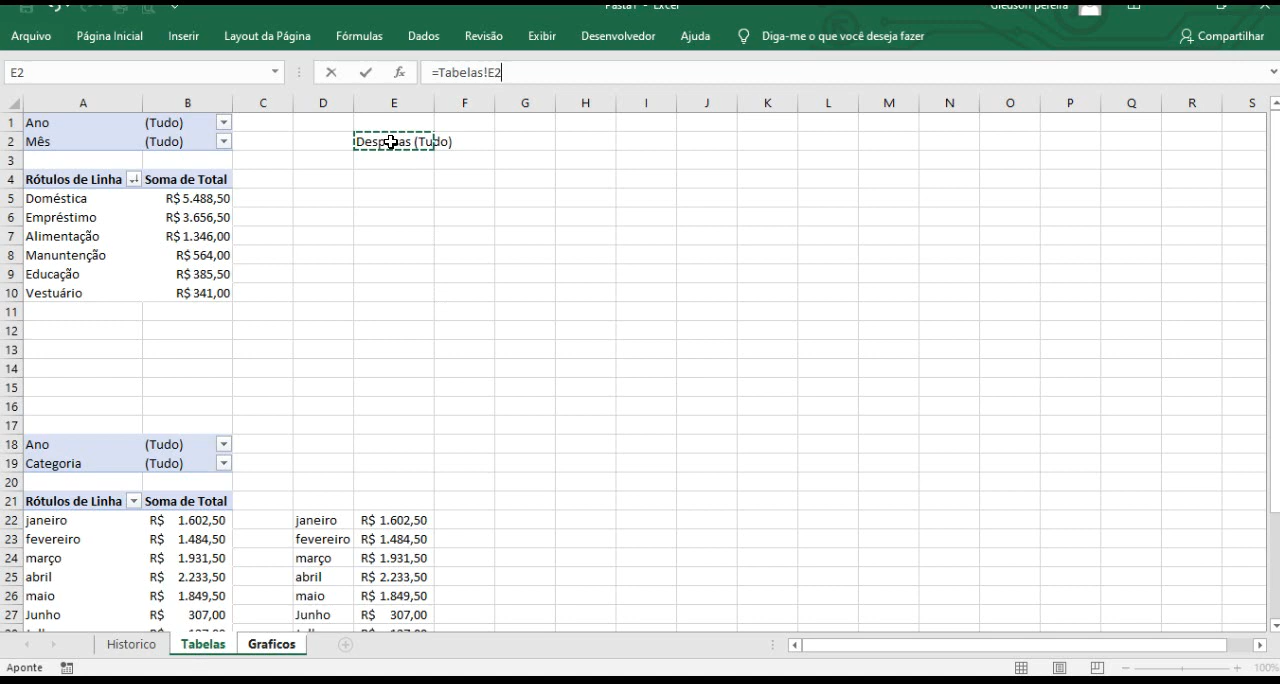 Pasta1 - Excel
Gledson pereira
Arquivo Página Inicial Inserir Layout da Página Fórmulas Dados Revisão Exibir Desenvolvedor Ajuda Diga-me o que você deseja fazer Compartilhar
E2 fx =Tabelas!E2
A B C D E F G H I J K L M N O P Q R S
1 Ano (Tudo)
2 Mês (Tudo) Despesas (Tudo)
3
4 Rótulos de Linha Soma de Total
5 Doméstica R$ 5.488,50
6 Empréstimo R$ 3.656,50
7 Alimentação R$ 1.346,00
8 Manuntenção R$ 564,00
9 Educação R$ 385,50
10 Vestuário R$ 341,00
11
12
13
14
15
16
17
18 Ano (Tudo)
19 Categoria (Tudo)
20
21 Rótulos de Linha Soma de Total
22 janeiro R$ 1.602,50 janeiro R$ 1.602,50
23 fevereiro R$ 1.484,50 fevereiro R$ 1.484,50
24 março R$ 1.931,50 março R$ 1.931,50
25 abril R$ 2.233,50 abril R$ 2.233,50
26 maio R$ 1.849,50 maio R$ 1.849,50
27 Junho R$ 307,00 Junho R$ 307,00
Historico Tabelas Graficos
Aponte 100%